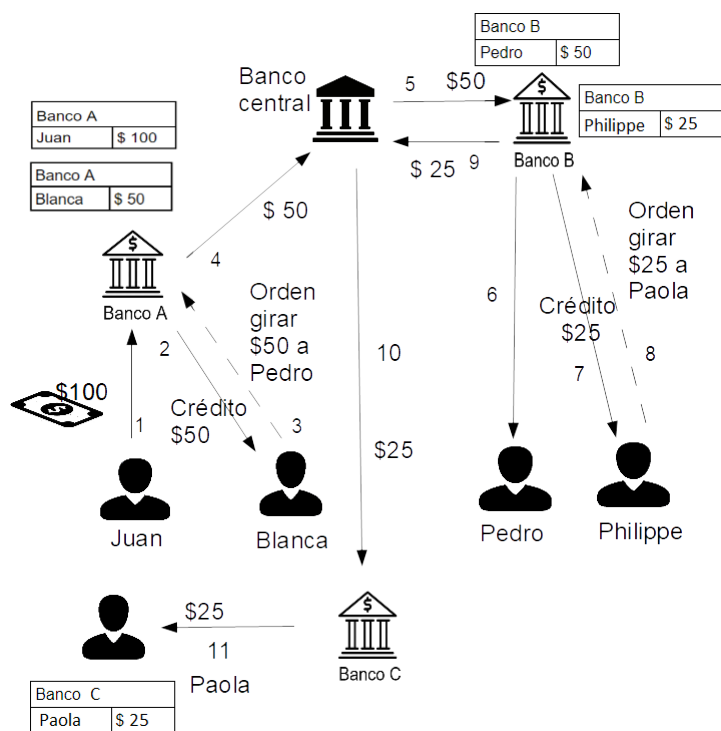 Banco B
Pedro $ 50
Banco
central
5 $50
Banco B
Philippe $ 25
Banco A
Juan $ 100
$ 25 9
Banco B
Banco A
Blanca $ 50
$ 50
4
Orden
girar
$25 a
Paola
Banco A
Orden
girar
$50 a
Pedro
6
Crédito
$25
2
10
8
7
$100
Crédito
$50
1
3
$25
Juan
Blanca
Pedro
Philippe
$25
11
Paola
Banco C
Banco C
Paola $ 25